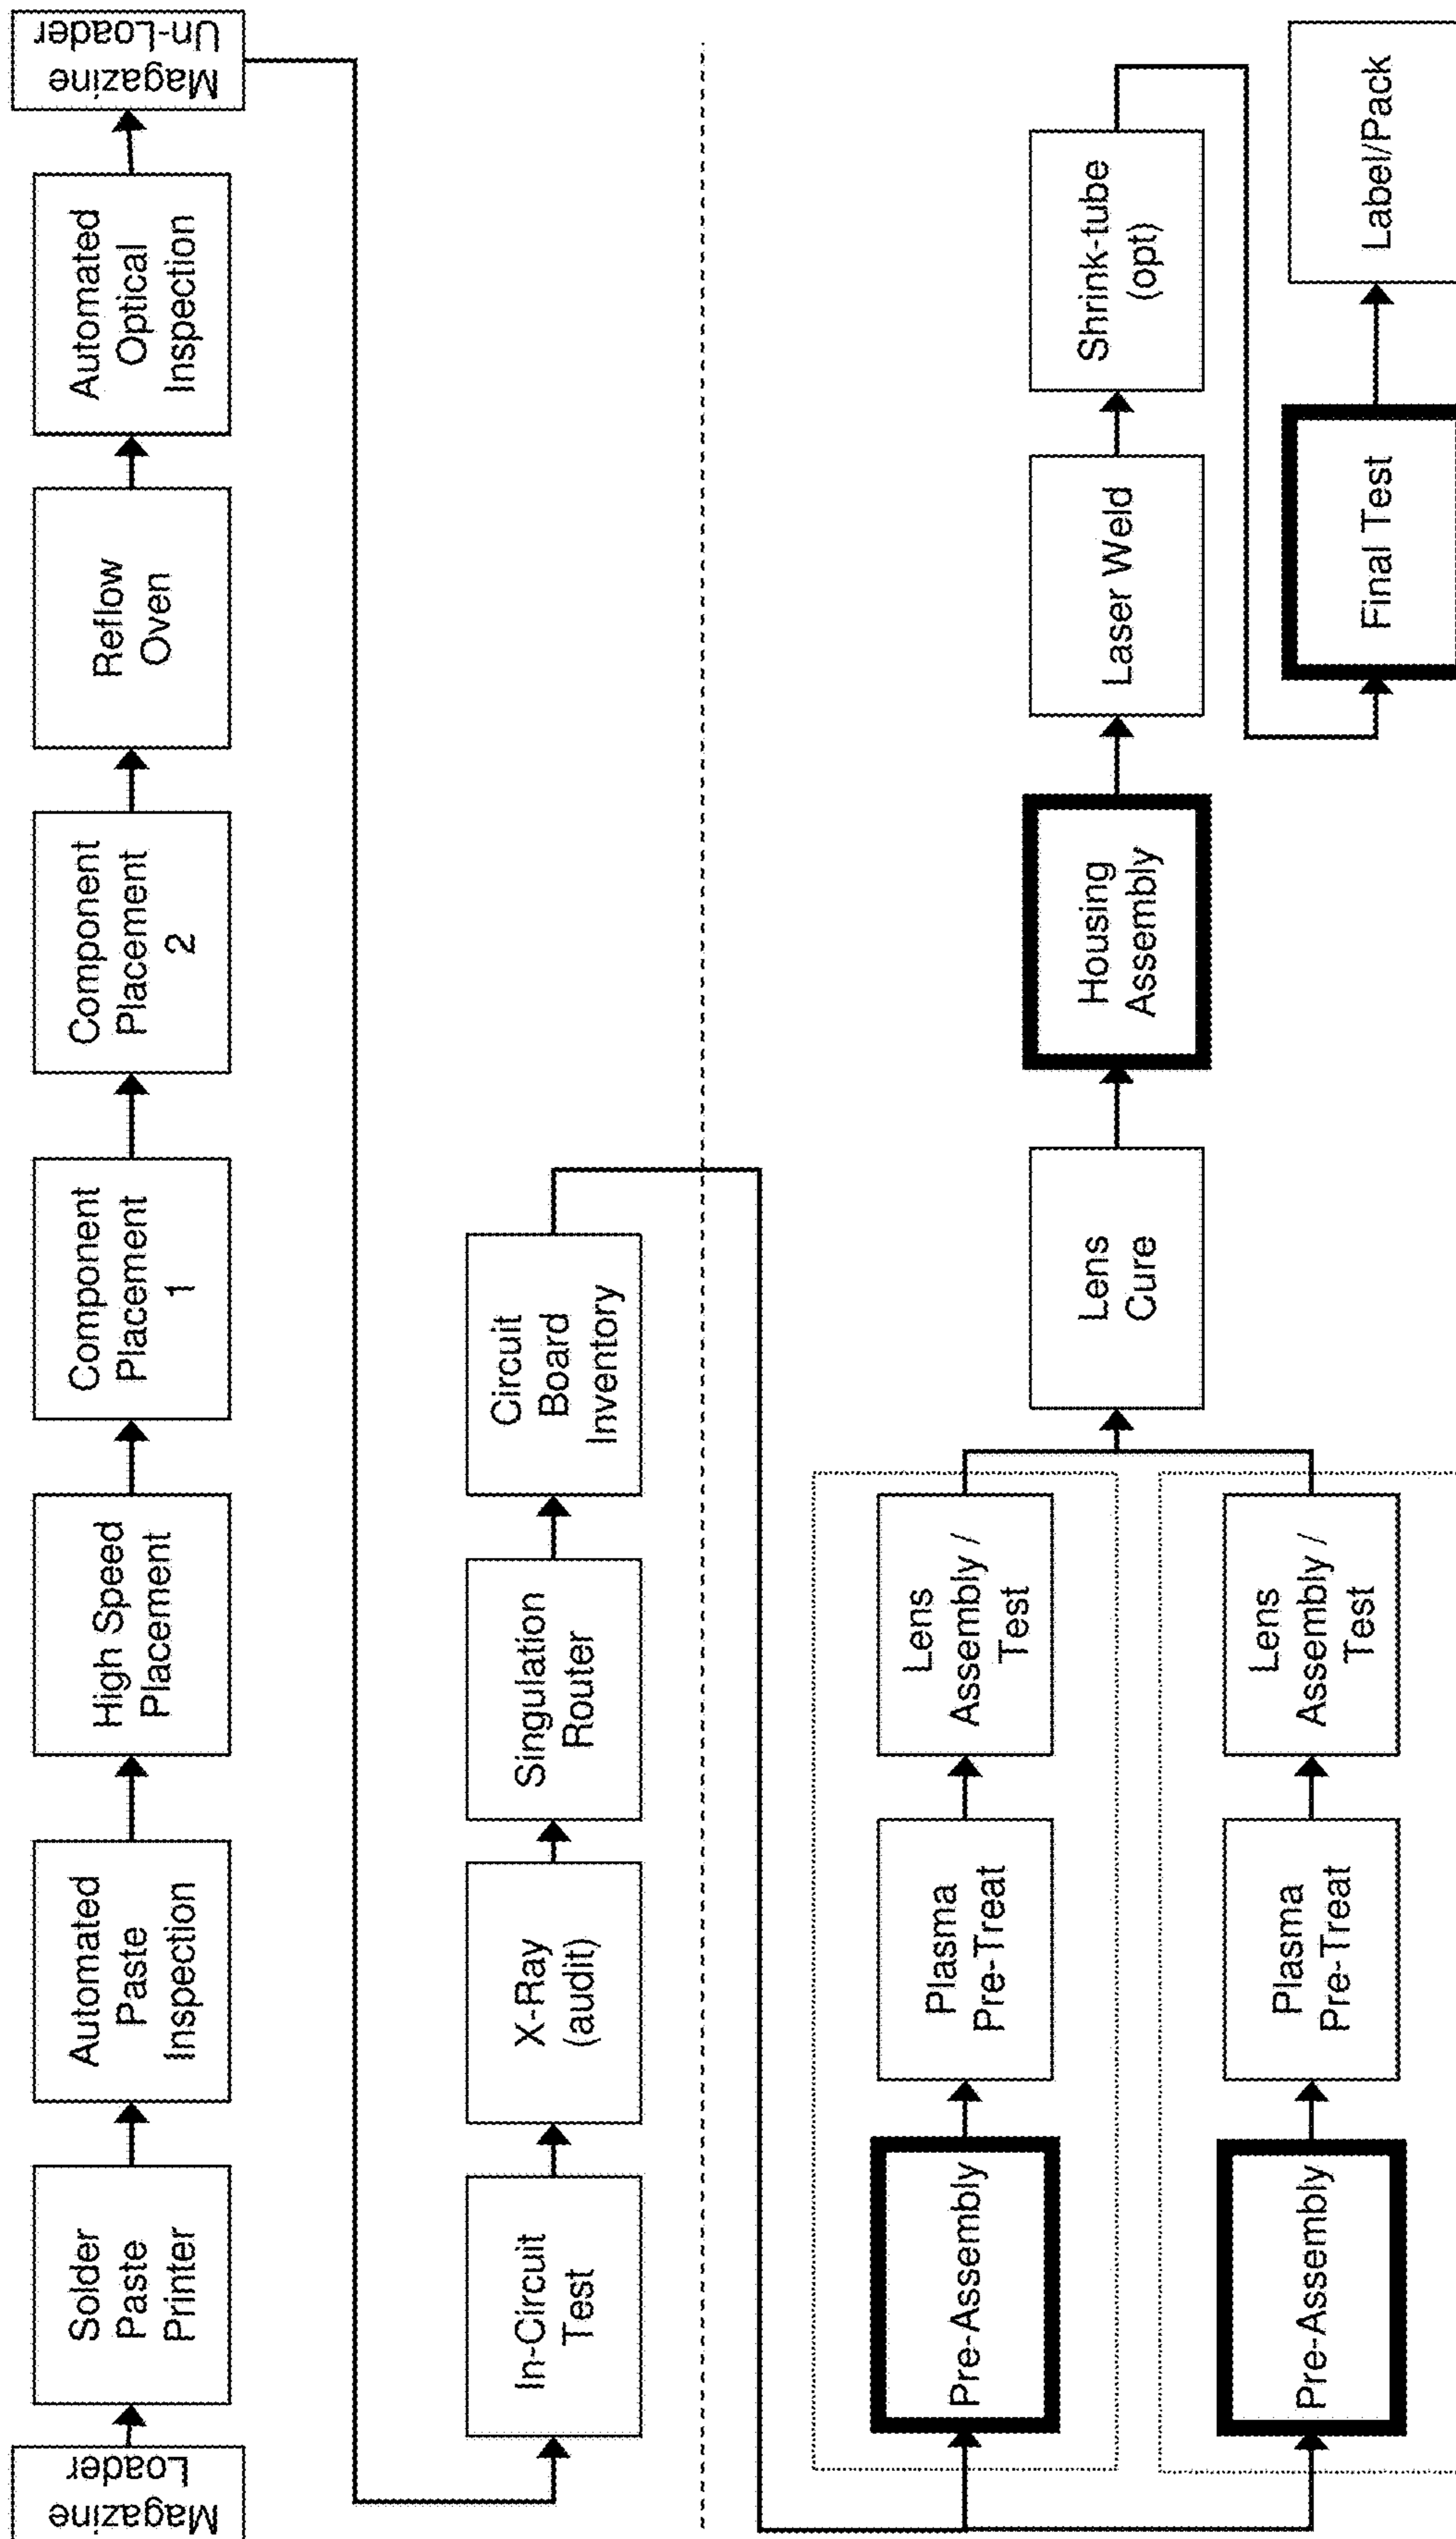 Magazine
Loader
Solder
Paste
Printer
Automated
Paste
Inspection
High Speed
Placement
Component
Placement
1
Component
Placement
2
Reflow
Oven
Automated
Optical
Inspection
Magazine
Un-Loader
In-Circuit
Test
X-Ray
(audit)
Singulation
Router
Circuit
Board
Inventory
Pre-Assembly
Plasma
Pre-Treat
Lens
Assembly /
Test
Pre-Assembly
Plasma
Pre-Treat
Lens
Assembly /
Test
Lens
Cure
Housing
Assembly
Laser Weld
Shrink-tube
(opt)
Final Test
Label/Pack